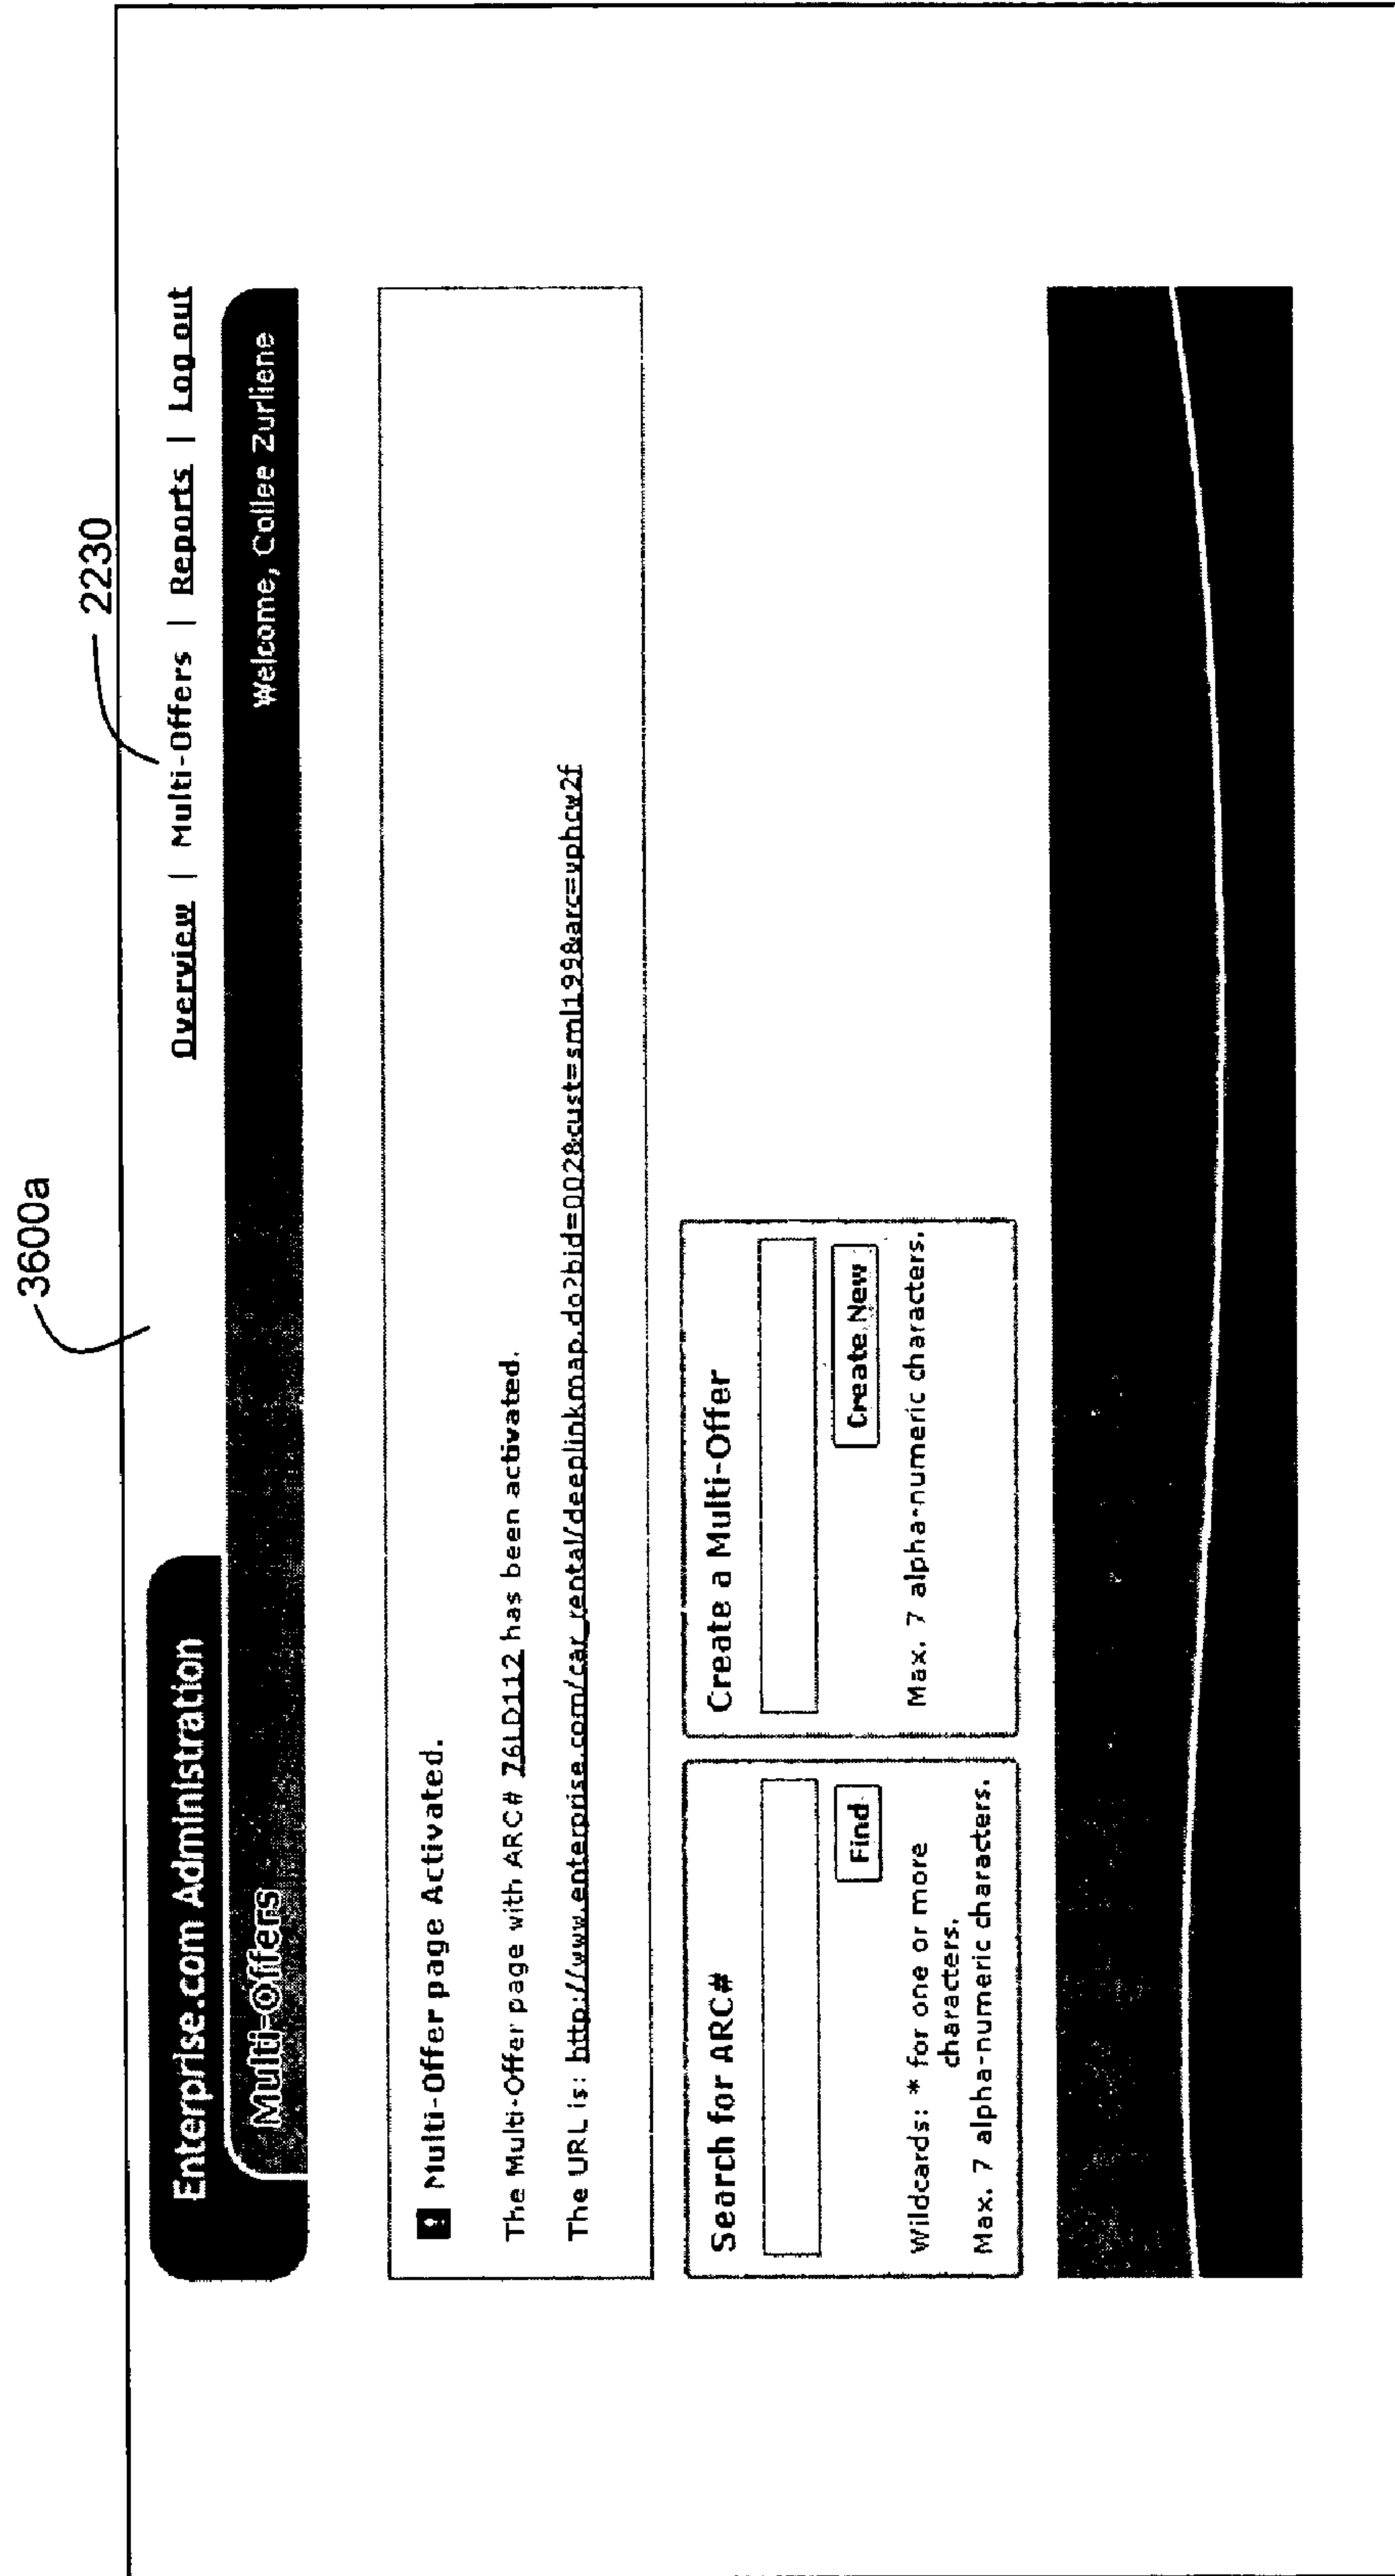 3600a
2230
Enterprise.com Administration
Overview | Multi-Offers | Reports | Log out
Multi-Offers
Welcome, Collee Zurliene
! Multi-Offer page Activated.
The Multi-Offer page with ARC# 76LD112 has been activated.
The URL is: http://www.enterprise.com/car_rental/deeplinkmap.do?bid=002&cust=sml199&arc=vphcw2f
Search for ARC#
Find
Wildcards: * for one or more
characters.
Max. 7 alpha-numeric characters.
Create a Multi-Offer
Create New
Max. 7 alpha-numeric characters.